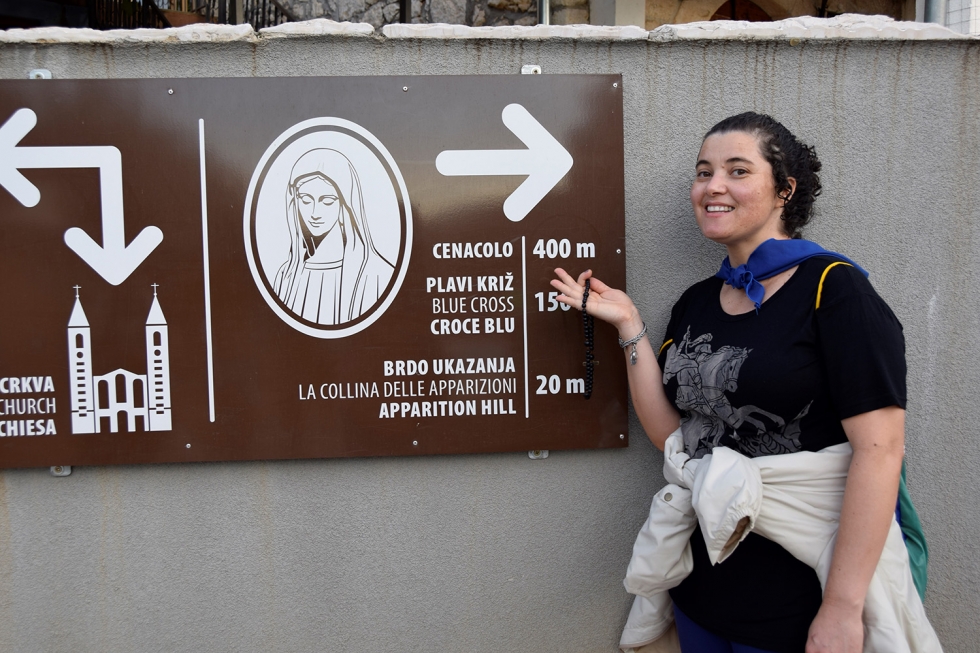 CRKVA
CHURCH
CHIESA
CENACOLO 400 m
PLAVI KRIŽ
BLUE CROSS
CROCE BLU
BRDO UKAZANJA
LA COLLINA DELLE APPARIZIONI 20 m
APPARITION HILL